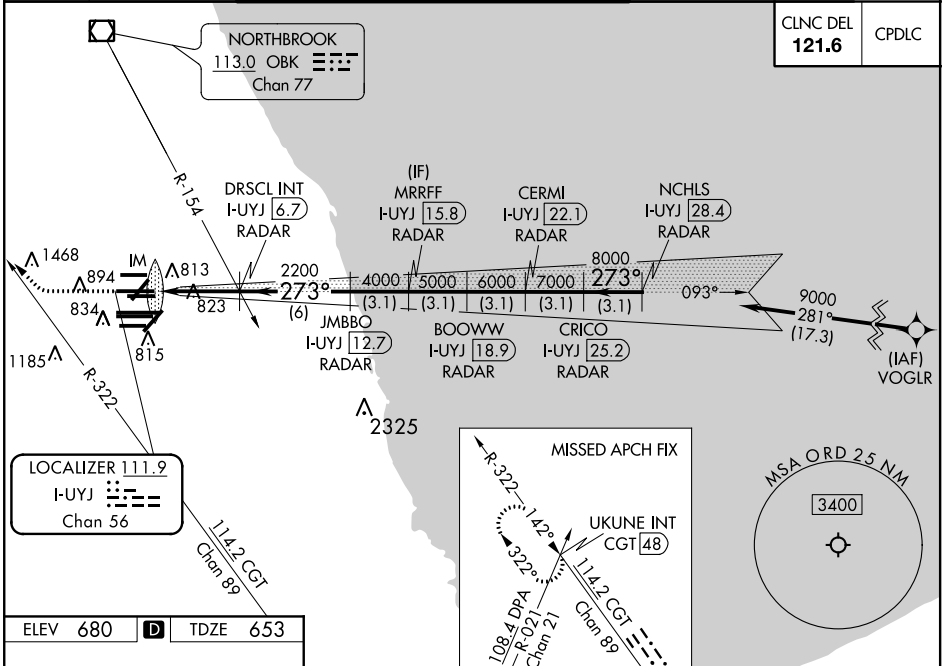 CLNC DEL
121.6
CPDLC
NORTHBROOK
113.0 OBK
Chan 77
R-154
DRSCL INT
I-UYJ 6.7
RADAR
(IF)
MRRFF
I-UYJ 15.8
RADAR
CERMI
I-UYJ 22.1
RADAR
NCHLS
I-UYJ 28.4
RADAR
1468
894
IM
813
834
823
815
1185
2200
273°
(6)
4000
(3.1)
5000
(3.1)
6000
(3.1)
7000
(3.1)
8000
273°
(3.1)
093°
9000
281°
(17.3)
(IAF)
VOGLR
JMBBO
I-UYJ 12.7
RADAR
BOOWW
I-UYJ 18.9
RADAR
CRICO
I-UYJ 25.2
RADAR
2325
R-322
LOCALIZER 111.9
I-UYJ
Chan 56
114.2 CGT
Chan 89
MISSED APCH FIX
R-322
142°
322°
UKUNE INT
CGT 48
114.2 CGT
Chan 89
108.4 DPA
R-021
Chan 21
MSA ORD 25 NM
3400
ELEV 680 D TDZE 653